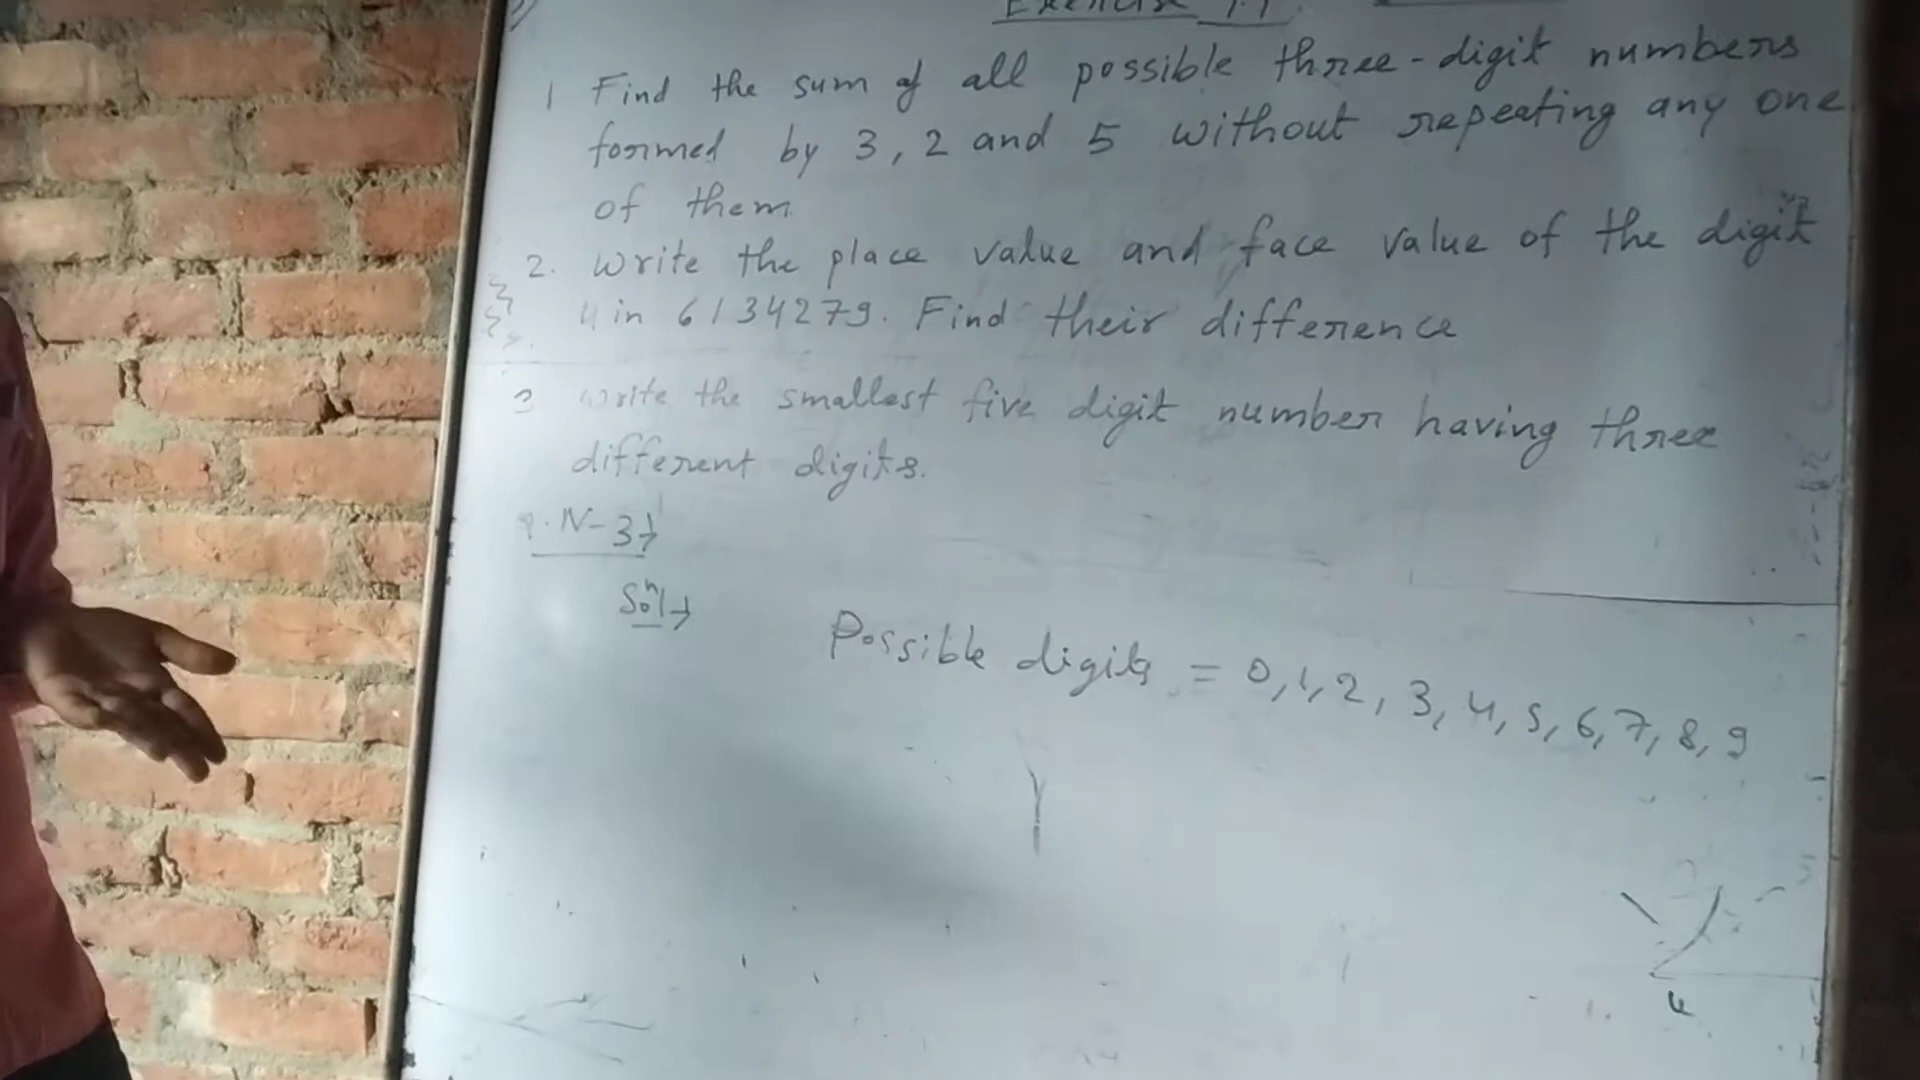 Exercise 1.1
1 Find the sum of all possible three-digit numbers
formed by 3, 2 and 5 without repeating any one
of them
2. Write the place value and face value of the digit
4 in 6134279. Find their difference
3 write the smallest five digit number having three
different digits.
Q. N-3→
Solⁿ→
Possible digits = 0,1,2,3,4,5,6,7,8,9